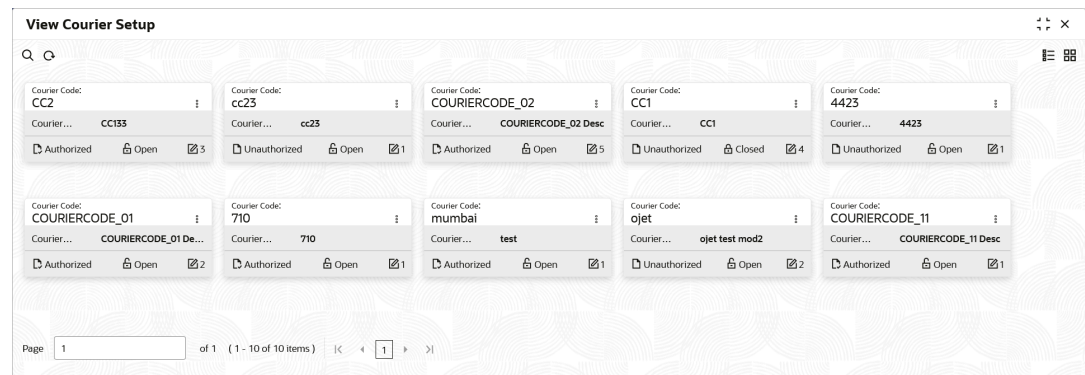 View Courier Setup
Courier Code: Courier Code: Courier Code: Courier Code: Courier Code:
CC2 cc23 COURIERCODE_02 CC1 4423
Courier... CC133 Courier... cc23 Courier... COURIERCODE_02 Desc Courier... CC1 Courier... 4423
Authorized Open 3 Unauthorized Open 1 Authorized Open 5 Unauthorized Closed 4 Unauthorized Open 1
Courier Code: Courier Code: Courier Code: Courier Code: Courier Code:
COURIERCODE_01 710 mumbai ojet COURIERCODE_11
Courier... COURIERCODE_01 De... Courier... 710 Courier... test Courier... ojet test mod2 Courier... COURIERCODE_11 Desc
Authorized Open 2 Authorized Open 1 Authorized Open 1 Unauthorized Open 2 Authorized Open 1
Page 1 of 1 ( 1 - 10 of 10 items ) 1